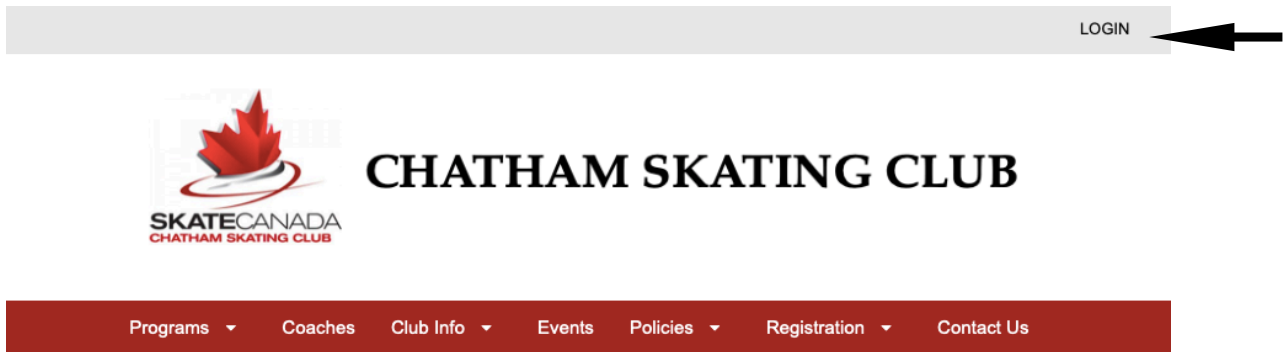 LOGIN
CHATHAM SKATING CLUB
SKATECANADA
CHATHAM SKATING CLUB
Programs Coaches Club Info Events Policies Registration Contact Us